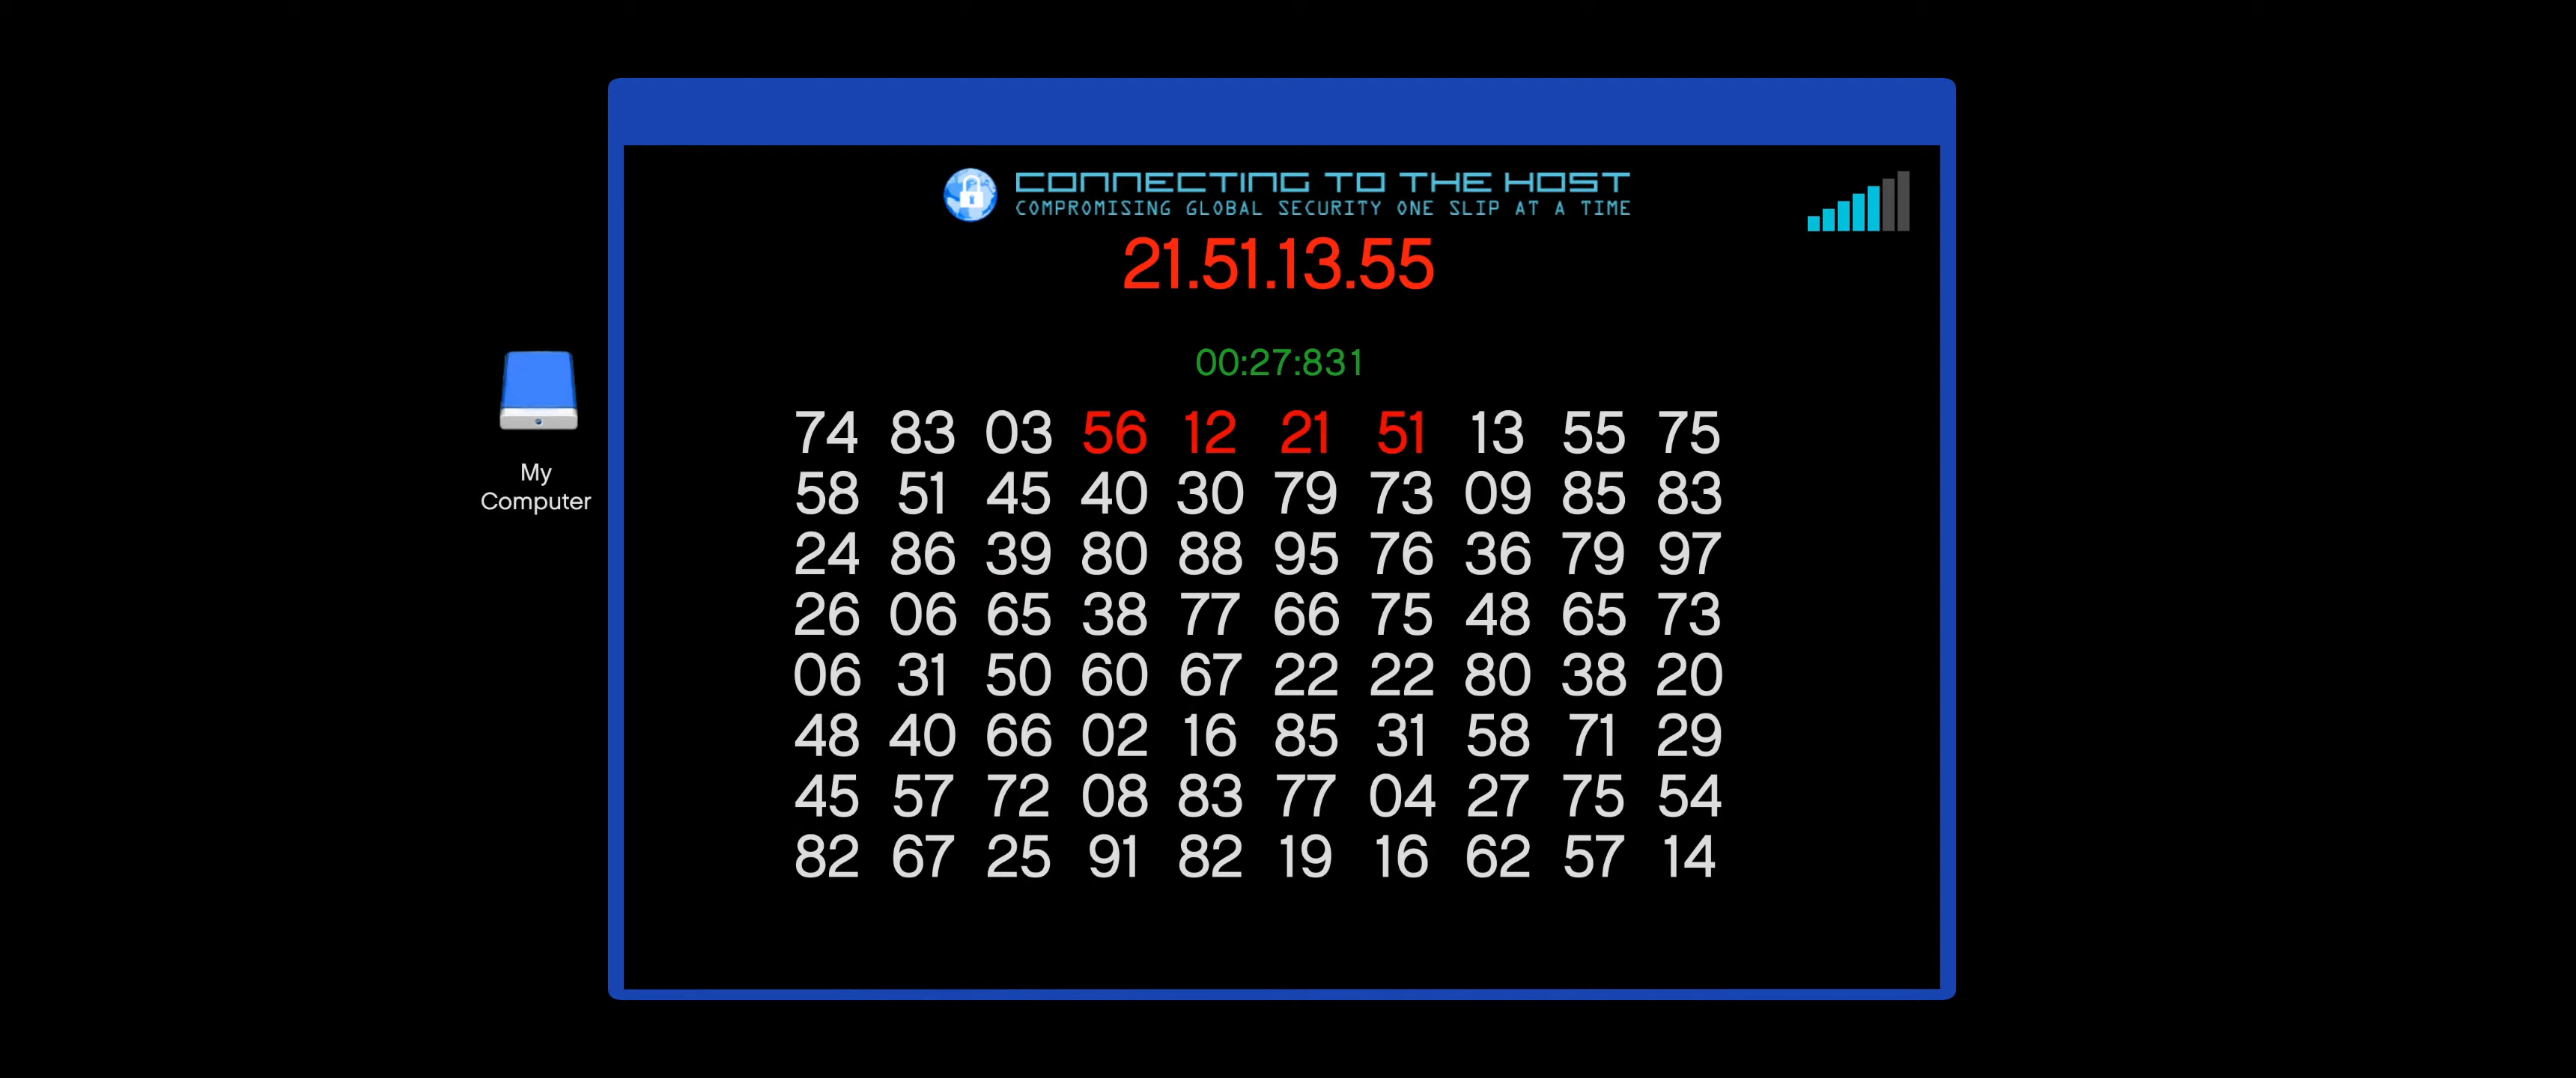 CONNECTING TO THE HOST
COMPROMISING GLOBAL SECURITY ONE SLIP AT A TIME
21.51.13.55
00:27:831
74 83 03 56 12 21 51 13 55 75
58 51 45 40 30 79 73 09 85 83
24 86 39 80 88 95 76 36 79 97
26 06 65 38 77 66 75 48 65 73
06 31 50 60 67 22 22 80 38 20
48 40 66 02 16 85 31 58 71 29
45 57 72 08 83 77 04 27 75 54
82 67 25 91 82 19 16 62 57 14
My
Computer